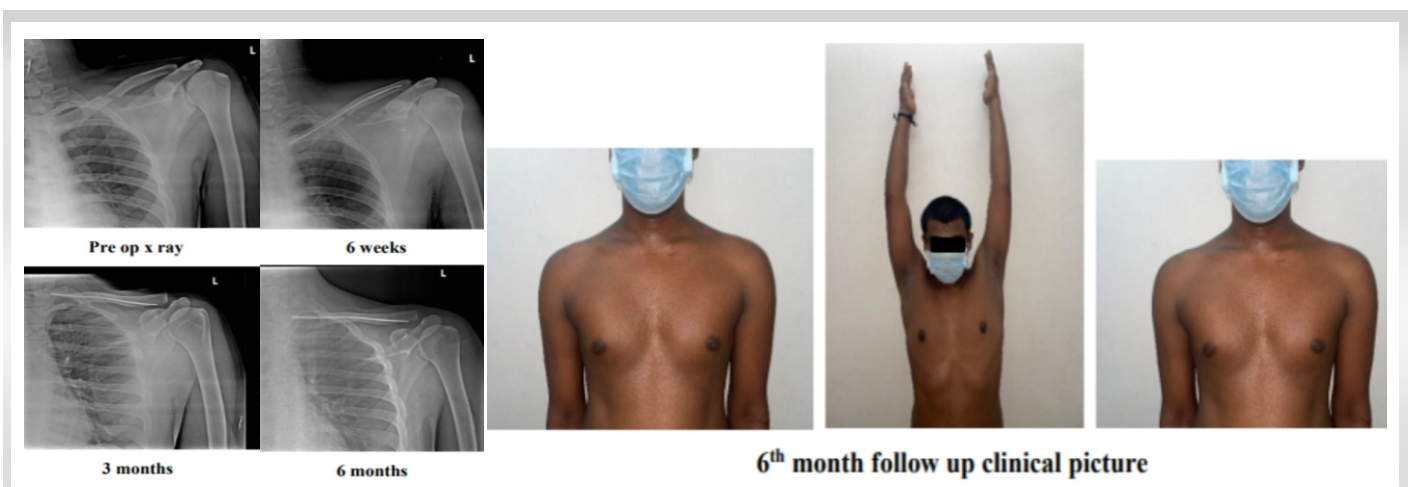 L
L
Pre op x ray
6 weeks
L
L
3 months
6 months
6th month follow up clinical picture